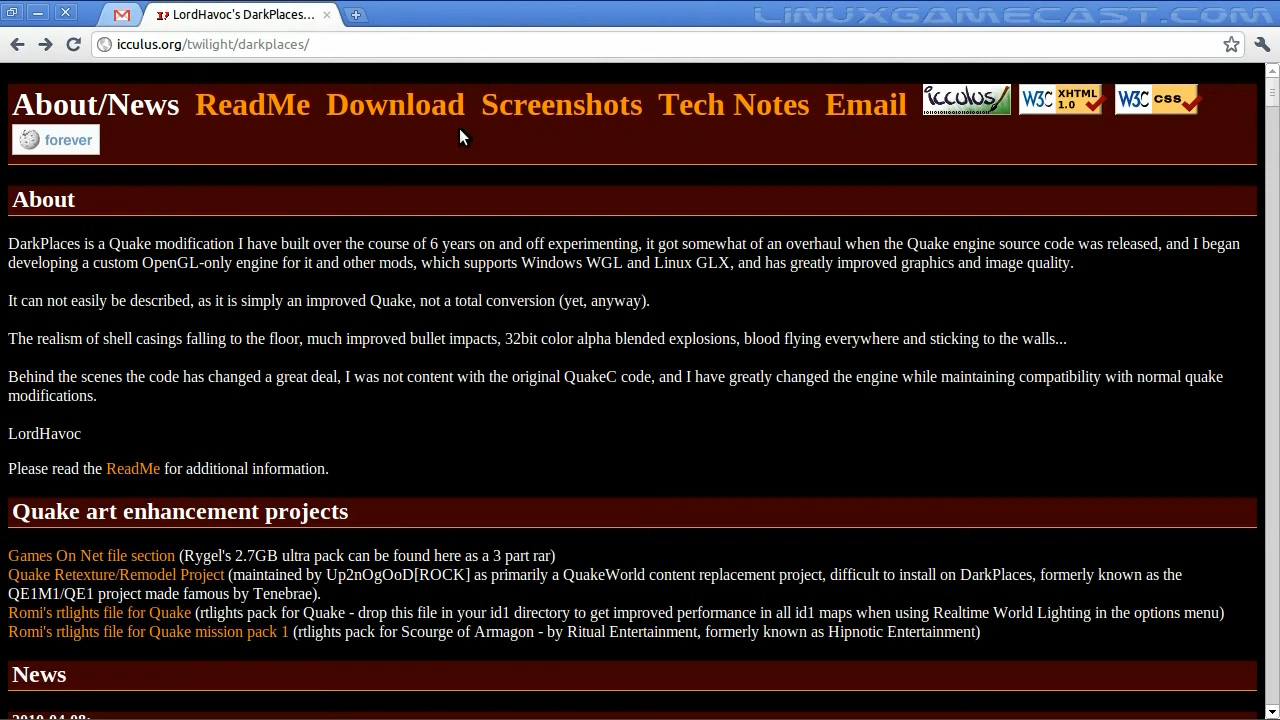 LordHavoc's DarkPlaces...
LINUXGAMECAST.COM
icculus.org/twilight/darkplaces/
About/News ReadMe Download Screenshots Tech Notes Email icculus W3C XHTML 1.0 W3C css
forever
About
DarkPlaces is a Quake modification I have built over the course of 6 years on and off experimenting, it got somewhat of an overhaul when the Quake engine source code was released, and I began
developing a custom OpenGL-only engine for it and other mods, which supports Windows WGL and Linux GLX, and has greatly improved graphics and image quality.
It can not easily be described, as it is simply an improved Quake, not a total conversion (yet, anyway).
The realism of shell casings falling to the floor, much improved bullet impacts, 32bit color alpha blended explosions, blood flying everywhere and sticking to the walls...
Behind the scenes the code has changed a great deal, I was not content with the original QuakeC code, and I have greatly changed the engine while maintaining compatibility with normal quake
modifications.
LordHavoc
Please read the ReadMe for additional information.
Quake art enhancement projects
Games On Net file section (Rygel's 2.7GB ultra pack can be found here as a 3 part rar)
Quake Retexture/Remodel Project (maintained by Up2nOgOoD[ROCK] as primarily a QuakeWorld content replacement project, difficult to install on DarkPlaces, formerly known as the
QE1M1/QE1 project made famous by Tenebrae).
Romi's rtlights file for Quake (rtlights pack for Quake - drop this file in your id1 directory to get improved performance in all id1 maps when using Realtime World Lighting in the options menu)
Romi's rtlights file for Quake mission pack 1 (rtlights pack for Scourge of Armagon - by Ritual Entertainment, formerly known as Hipnotic Entertainment)
News